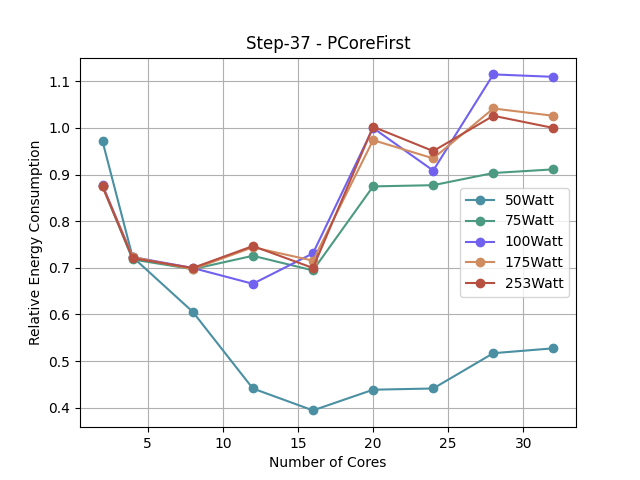 Step-37 - PCoreFirst
Relative Energy Consumption
1.1
1.0
0.9
0.8
0.7
0.6
0.5
0.4
50Watt
75Watt
100Watt
175Watt
253Watt
5
10
15
20
25
30
Number of Cores